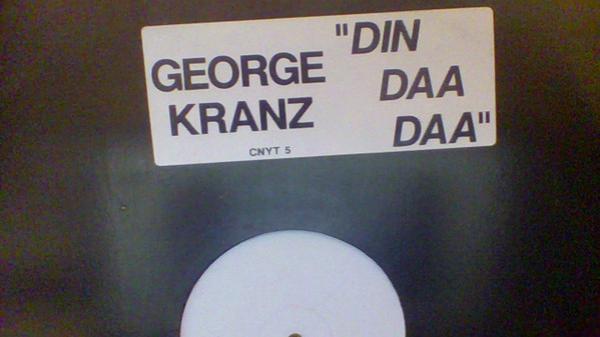 GEORGE
KRANZ
"DIN
DAA
DAA"
CNYT 5